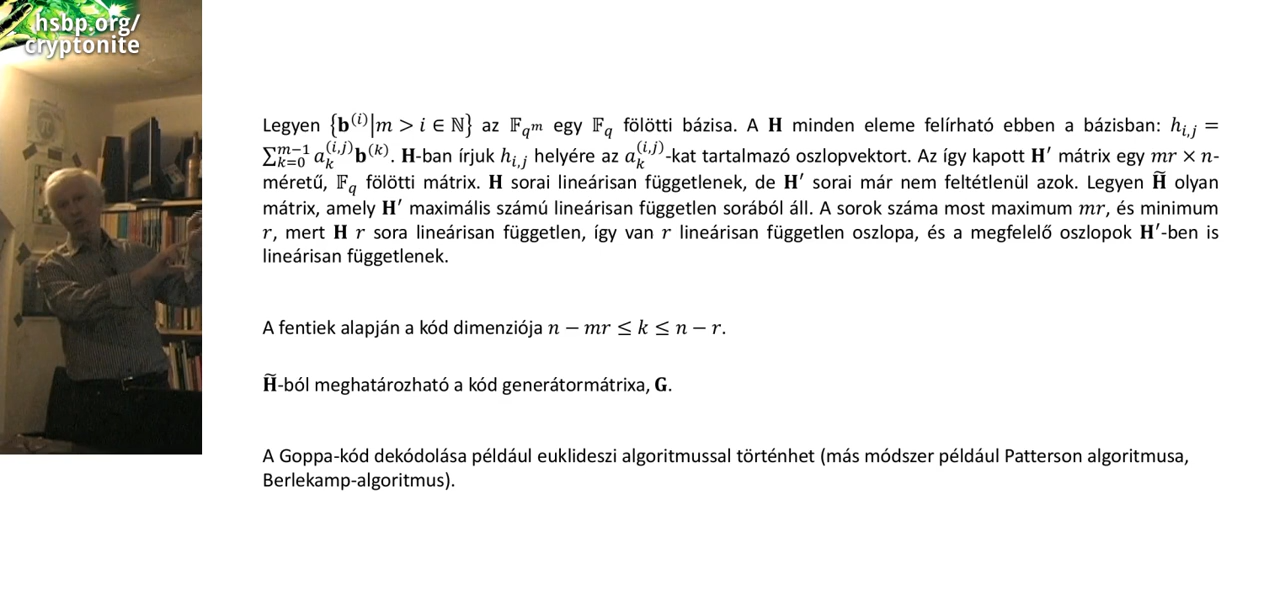 hsbp.org/
cryptonite
Legyen {𝐛⁽ⁱ⁾|m > i ∈ ℕ} az 𝔽_{q^m} egy 𝔽_q fölötti bázisa. A 𝐇 minden eleme felírható ebben a bázisban: h_{i,j} =
∑_{k=0}^{m−1} a_k^{(i,j)} 𝐛^{(k)}. 𝐇-ban írjuk h_{i,j} helyére az a_k^{(i,j)}-kat tartalmazó oszlopvektort. Az így kapott 𝐇′ mátrix egy mr × n-
méretű, 𝔽_q fölötti mátrix. 𝐇 sorai lineárisan függetlenek, de 𝐇′ sorai már nem feltétlenül azok. Legyen 𝐇̃ olyan
mátrix, amely 𝐇′ maximális számú lineárisan független sorából áll. A sorok száma most maximum mr, és minimum
r, mert 𝐇 r sora lineárisan független, így van r lineárisan független oszlopa, és a megfelelő oszlopok 𝐇′-ben is
lineárisan függetlenek.
A fentiek alapján a kód dimenziója n − mr ≤ k ≤ n − r.
𝐇̃-ból meghatározható a kód generátormátrixa, 𝐆.
A Goppa-kód dekódolása például euklideszi algoritmussal történhet (más módszer például Patterson algoritmusa,
Berlekamp-algoritmus).